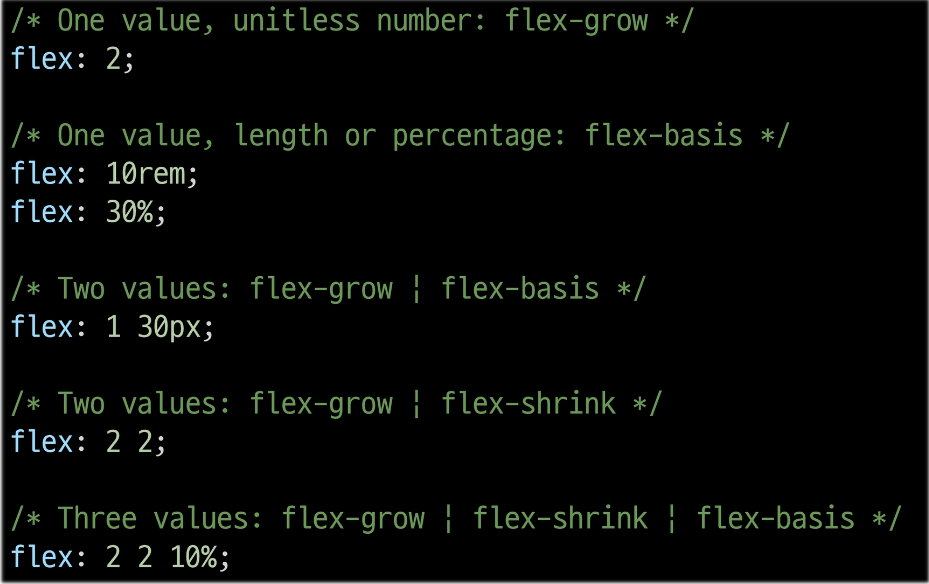 /* One value, unitless number: flex-grow */
flex: 2;
/* One value, length or percentage: flex-basis */
flex: 10rem;
flex: 30%;
/* Two values: flex-grow | flex-basis */
flex: 1 30px;
/* Two values: flex-grow | flex-shrink */
flex: 2 2;
/* Three values: flex-grow | flex-shrink | flex-basis */
flex: 2 2 10%;